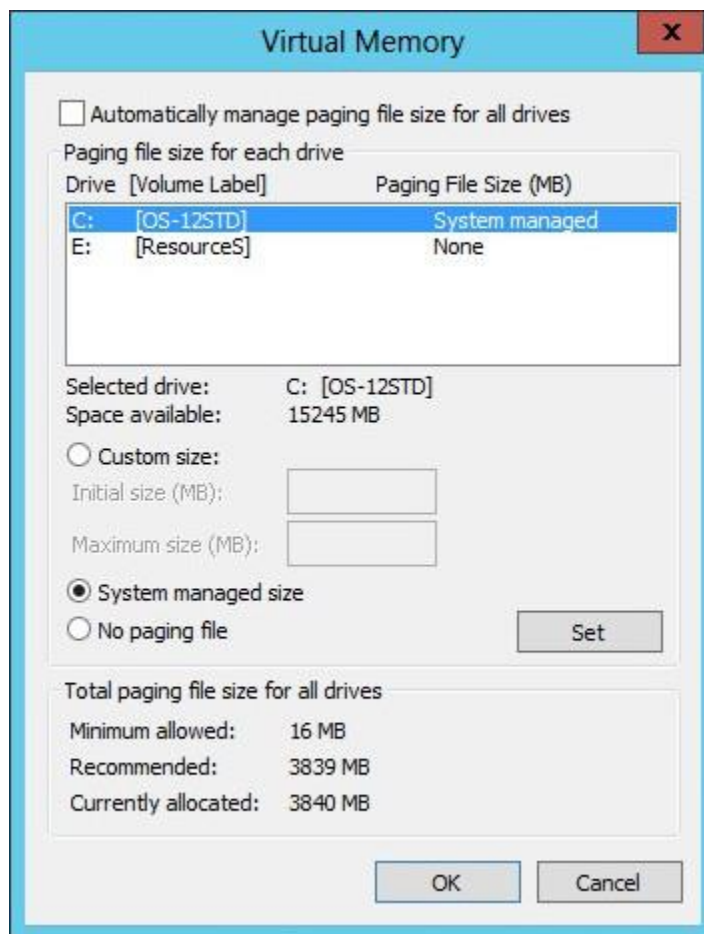 Virtual Memory
x
Automatically manage paging file size for all drives
Paging file size for each drive
Drive [Volume Label] Paging File Size (MB)
C: [OS-12STD] System managed
E: [ResourceS] None
Selected drive: C: [OS-12STD]
Space available: 15245 MB
Custom size:
Initial size (MB):
Maximum size (MB):
System managed size
No paging file Set
Total paging file size for all drives
Minimum allowed: 16 MB
Recommended: 3839 MB
Currently allocated: 3840 MB
OK Cancel